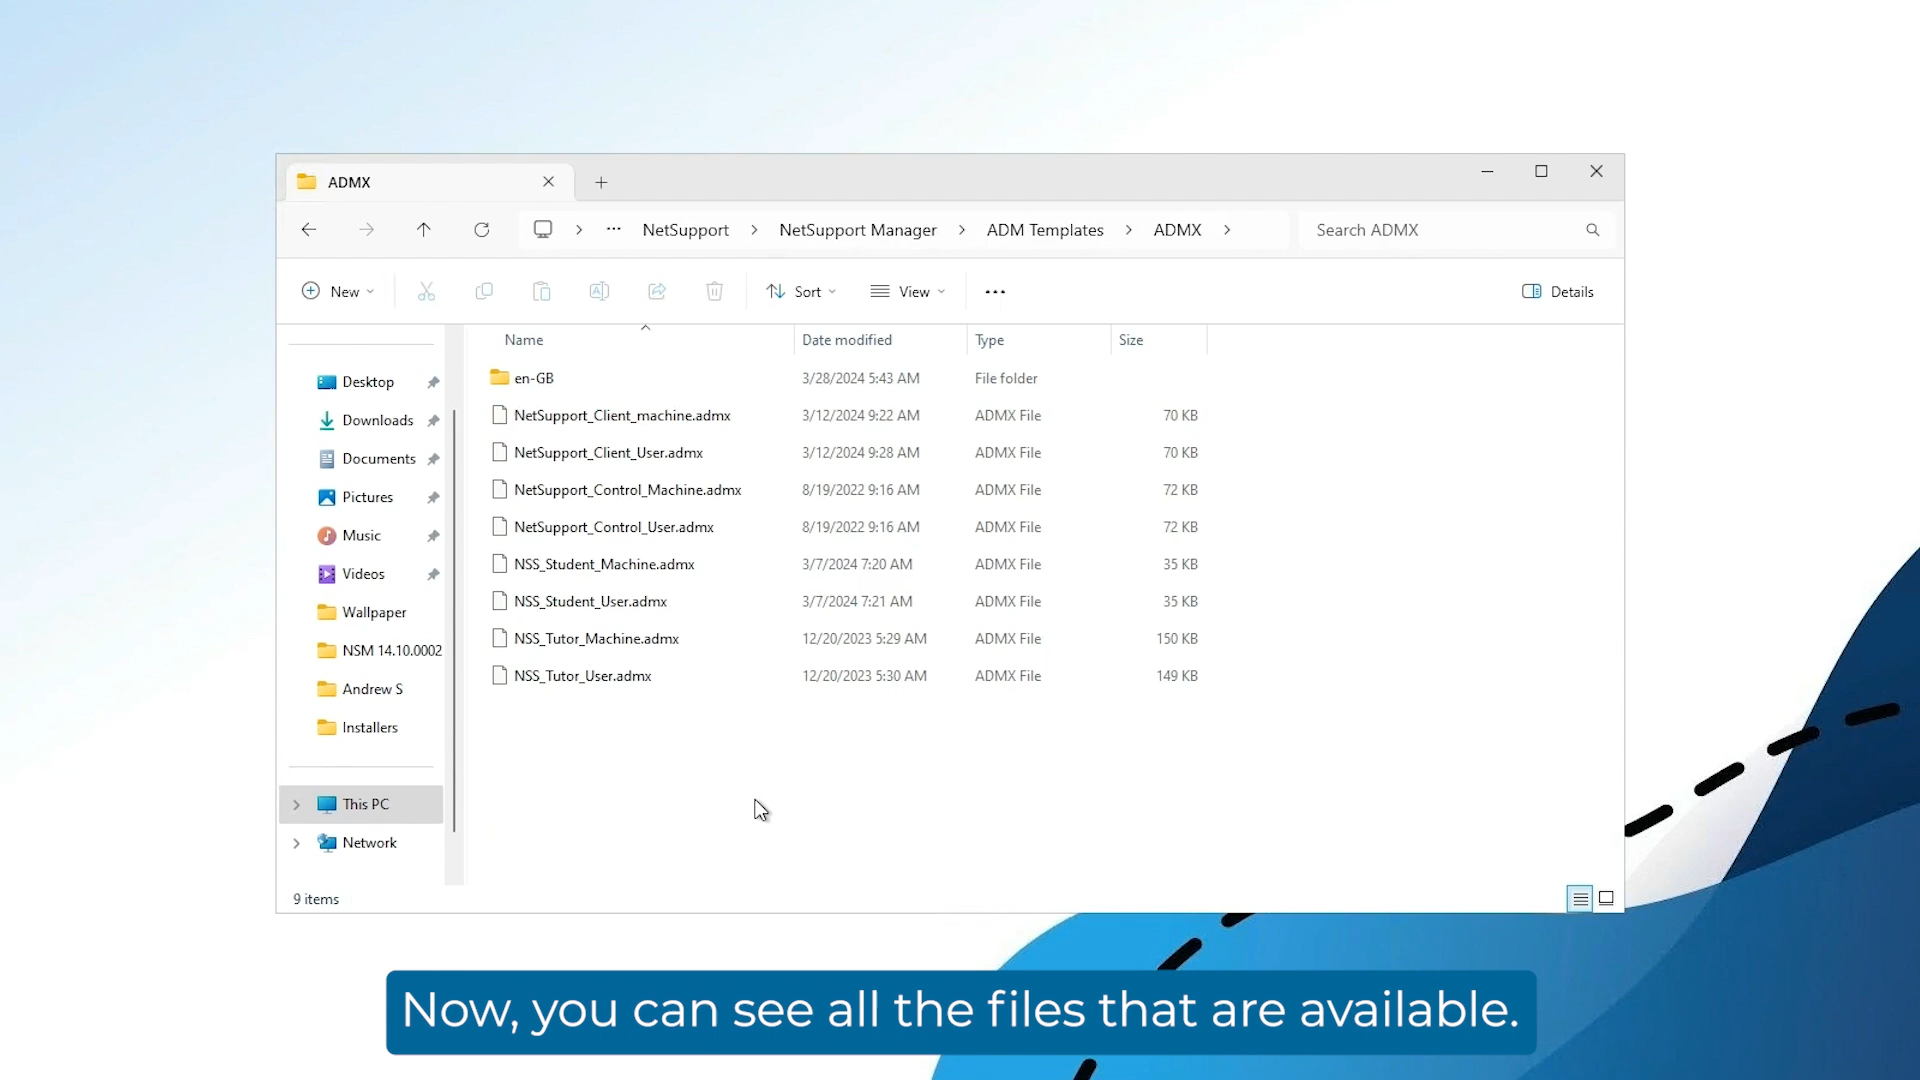 ADMX
NetSupport NetSupport Manager ADM Templates ADMX
Search ADMX
New Sort View Details
Name Date modified Type Size
Desktop
Downloads
Documents
Pictures
Music
Videos
Wallpaper
NSM 14.10.0002
Andrew S
Installers
This PC
Network
en-GB 3/28/2024 5:43 AM File folder
NetSupport_Client_machine.admx 3/12/2024 9:22 AM ADMX File 70 KB
NetSupport_Client_User.admx 3/12/2024 9:28 AM ADMX File 70 KB
NetSupport_Control_Machine.admx 8/19/2022 9:16 AM ADMX File 72 KB
NetSupport_Control_User.admx 8/19/2022 9:16 AM ADMX File 72 KB
NSS_Student_Machine.admx 3/7/2024 7:20 AM ADMX File 35 KB
NSS_Student_User.admx 3/7/2024 7:21 AM ADMX File 35 KB
NSS_Tutor_Machine.admx 12/20/2023 5:29 AM ADMX File 150 KB
NSS_Tutor_User.admx 12/20/2023 5:30 AM ADMX File 149 KB
9 items
Now, you can see all the files that are available.